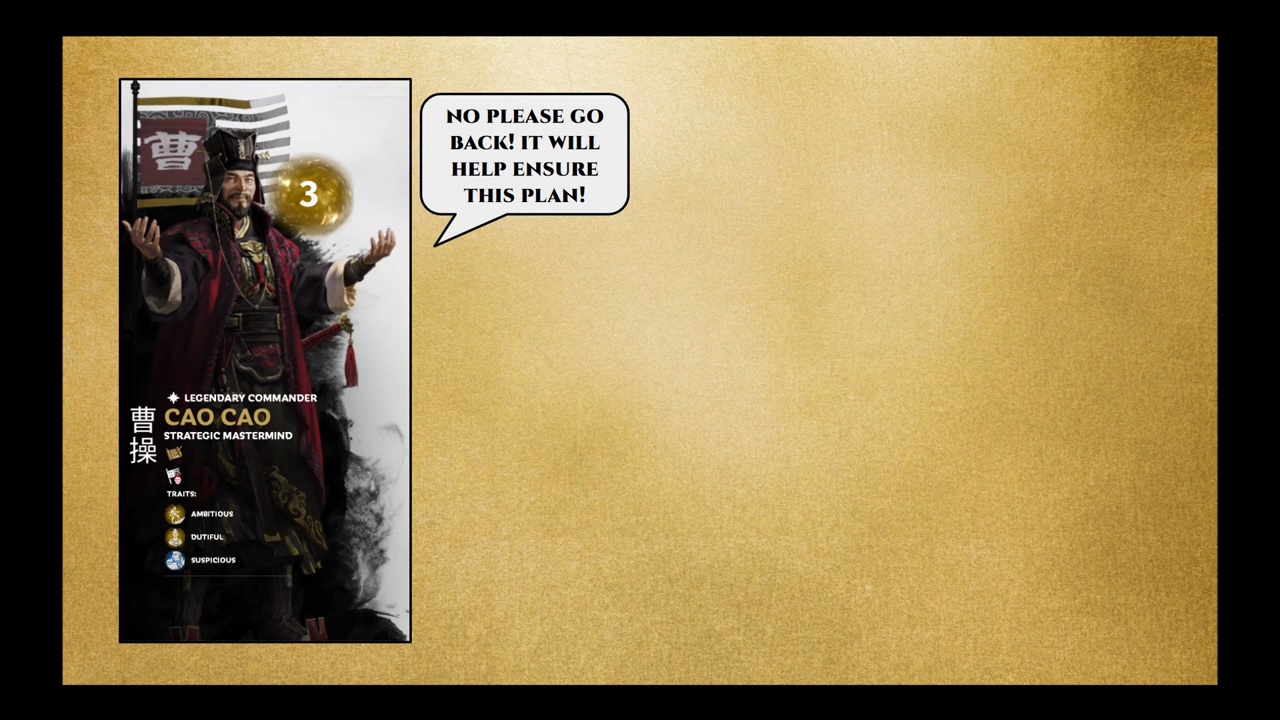 NO PLEASE GO
BACK! IT WILL
HELP ENSURE
THIS PLAN!
曹
3
LEGENDARY COMMANDER
曹操
CAO CAO
STRATEGIC MASTERMIND
TRAITS:
AMBITIOUS
DUTIFUL
SUSPICIOUS